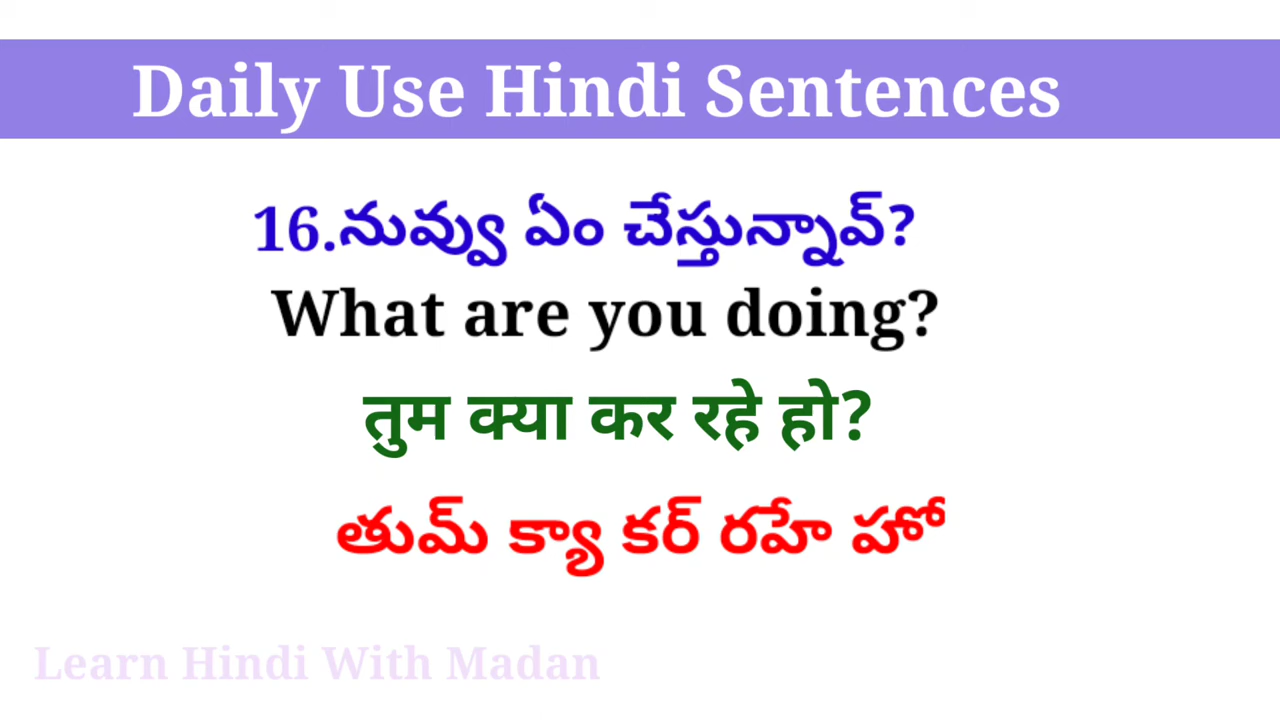 Daily Use Hindi Sentences
16.నువ్వు ఏం చేస్తున్నావ్?
What are you doing?
तुम क्या कर रहे हो?
తుమ్ క్యా కర్ రహే హో
Learn Hindi With Madan